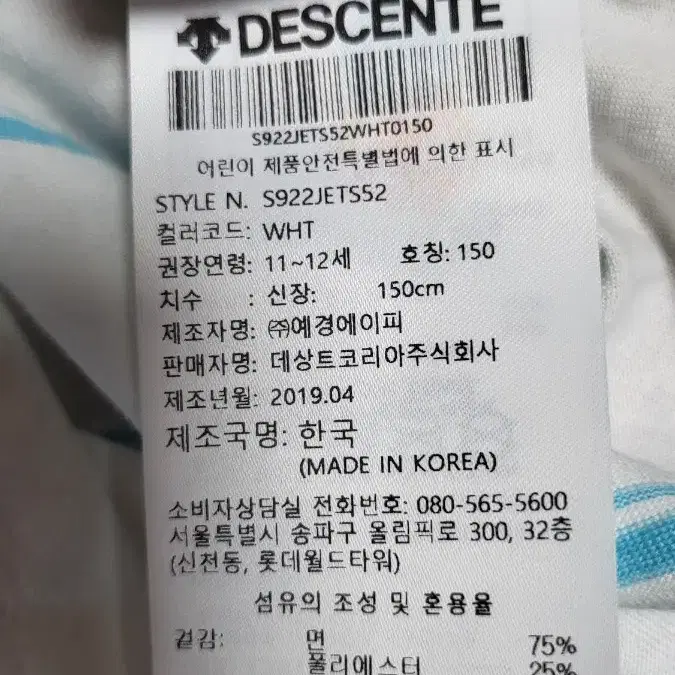 DESCENTE
S922JETS52WHT0150
어린이 제품안전특별법에 의한 표시
STYLE N. S922JETS52
컬러코드: WHT
권장연령: 11~12세 호칭: 150
치수 : 신장: 150cm
제조자명: ㈜예경에이피
판매자명: 데상트코리아주식회사
제조년월: 2019.04
제조국명: 한국
(MADE IN KOREA)
소비자상담실 전화번호: 080-565-5600
서울특별시 송파구 올림픽로 300, 32층
(신천동, 롯데월드타워)
섬유의 조성 및 혼용율
겉감: 면 75%
폴리에스터 25%